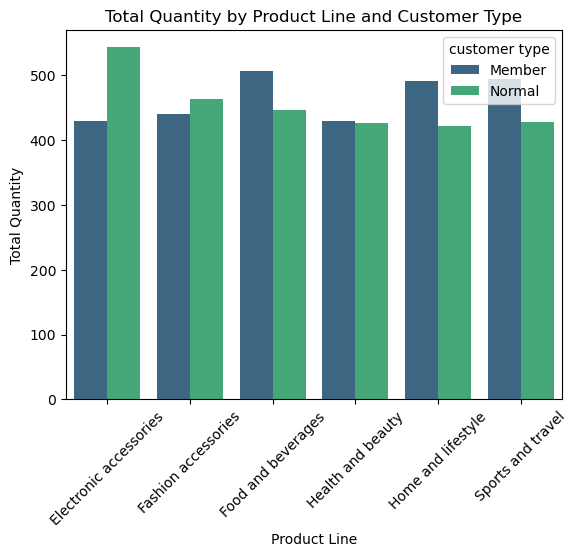 Total Quantity by Product Line and Customer Type
customer type
Member
Normal
Total Quantity
500
400
300
200
100
0
Electronic accessories
Fashion accessories
Food and beverages
Health and beauty
Home and lifestyle
Sports and travel
Product Line